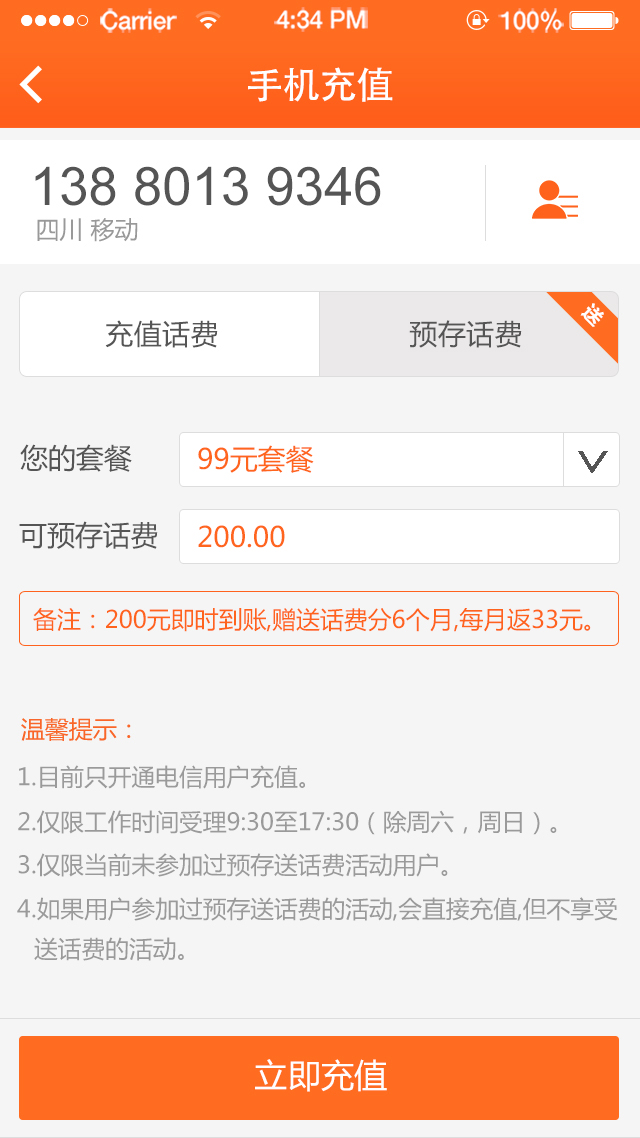 Carrier 4:34 PM 100%
手机充值
138 8013 9346
四川 移动
充值话费 预存话费 送
您的套餐 99元套餐
可预存话费 200.00
备注：200元即时到账,赠送话费分6个月,每月返33元。
温馨提示：
1.目前只开通电信用户充值。
2.仅限工作时间受理9:30至17:30（除周六，周日）。
3.仅限当前未参加过预存送话费活动用户。
4.如果用户参加过预存送话费的活动,会直接充值,但不享受
送话费的活动。
立即充值